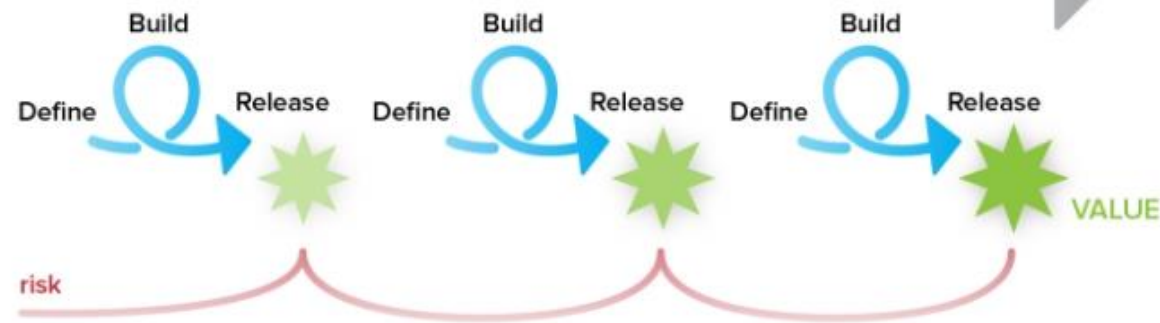 Build
Build
Build
Define
Release
Define
Release
Define
Release
VALUE
risk